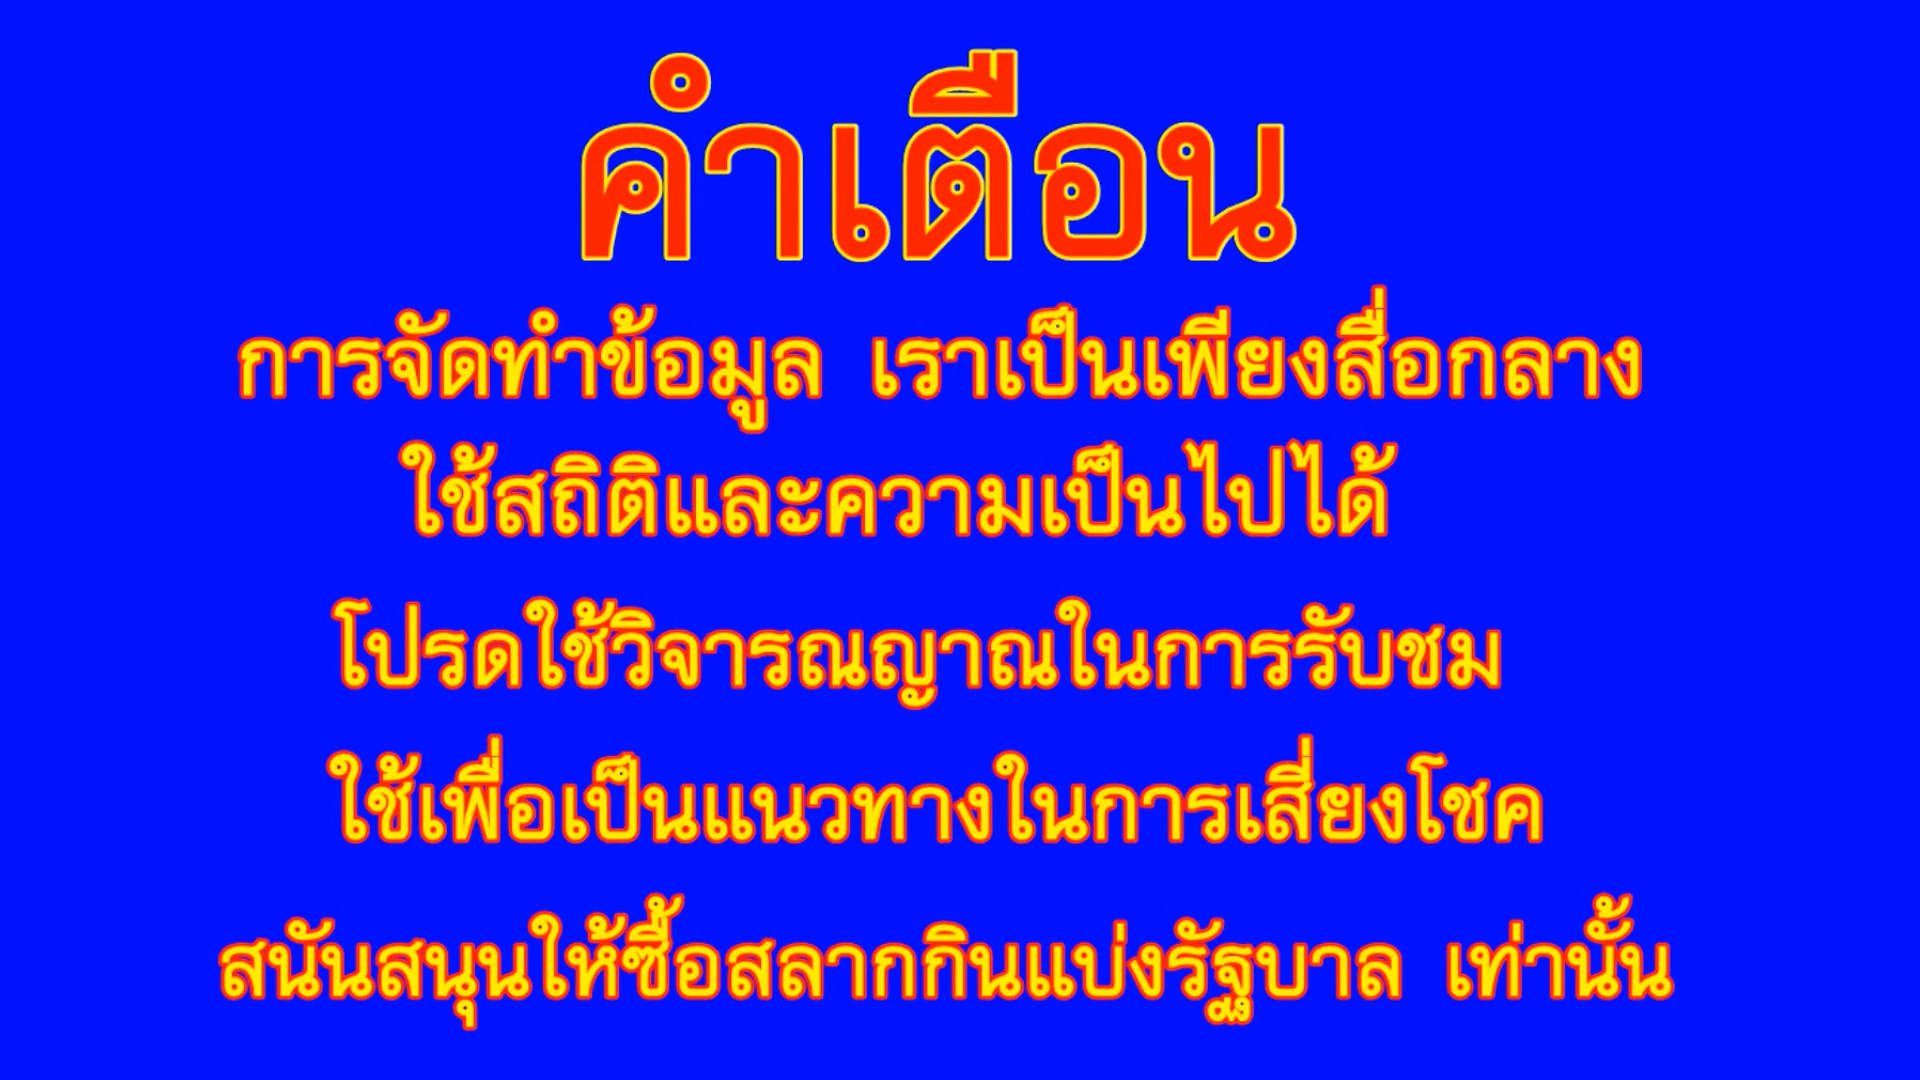 คำเตือน
การจัดทำข้อมูล เราเป็นเพียงสื่อกลาง
ใช้สถิติและความเป็นไปได้
โปรดใช้วิจารณญาณในการรับชม
ใช้เพื่อเป็นแนวทางในการเสี่ยงโชค
สนันสนุนให้ซื้อสลากกินแบ่งรัฐบาล เท่านั้น